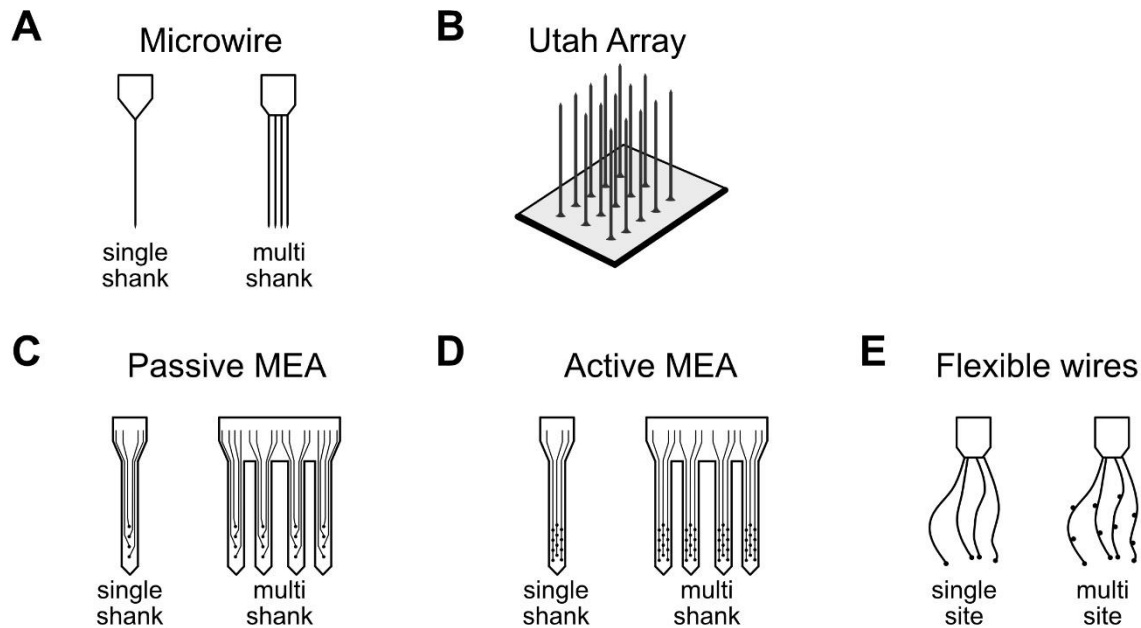 A
Microwire
single
shank
multi
shank
B
Utah Array
C
Passive MEA
single
shank
multi
shank
D
Active MEA
single
shank
multi
shank
E
Flexible wires
single
site
multi
site